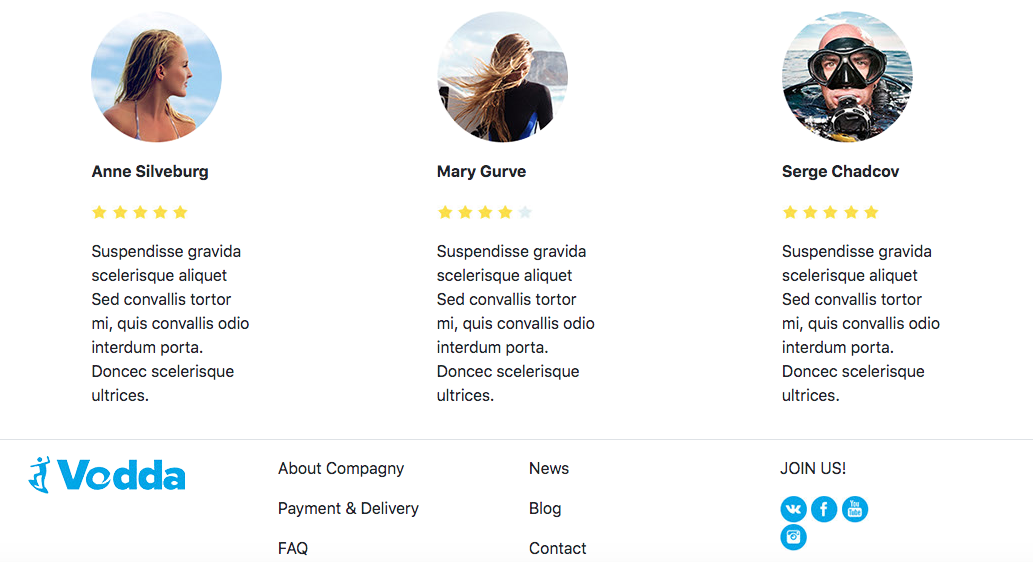 Anne Silveburg
Suspendisse gravida
scelerisque aliquet
Sed convallis tortor
mi, quis convallis odio
interdum porta.
Doncec scelerisque
ultrices.
Mary Gurve
Suspendisse gravida
scelerisque aliquet
Sed convallis tortor
mi, quis convallis odio
interdum porta.
Doncec scelerisque
ultrices.
Serge Chadcov
Suspendisse gravida
scelerisque aliquet
Sed convallis tortor
mi, quis convallis odio
interdum porta.
Doncec scelerisque
ultrices.
Vodda
About Compagny
Payment & Delivery
FAQ
News
Blog
Contact
JOIN US!
You
Tube